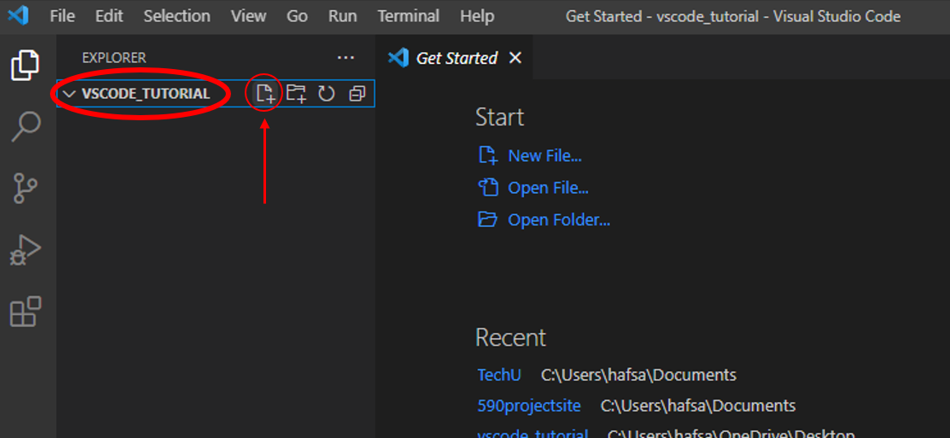 File Edit Selection View Go Run Terminal Help Get Started - vscode_tutorial - Visual Studio Code
EXPLORER
Get Started
VSCODE_TUTORIAL
Start
New File...
Open File...
Open Folder...
Recent
TechU C:\Users\hafsa\Documents
590projectsite C:\Users\hafsa\Documents
vscode_tutorial C:\Users\hafsa\OneDrive\Desktop